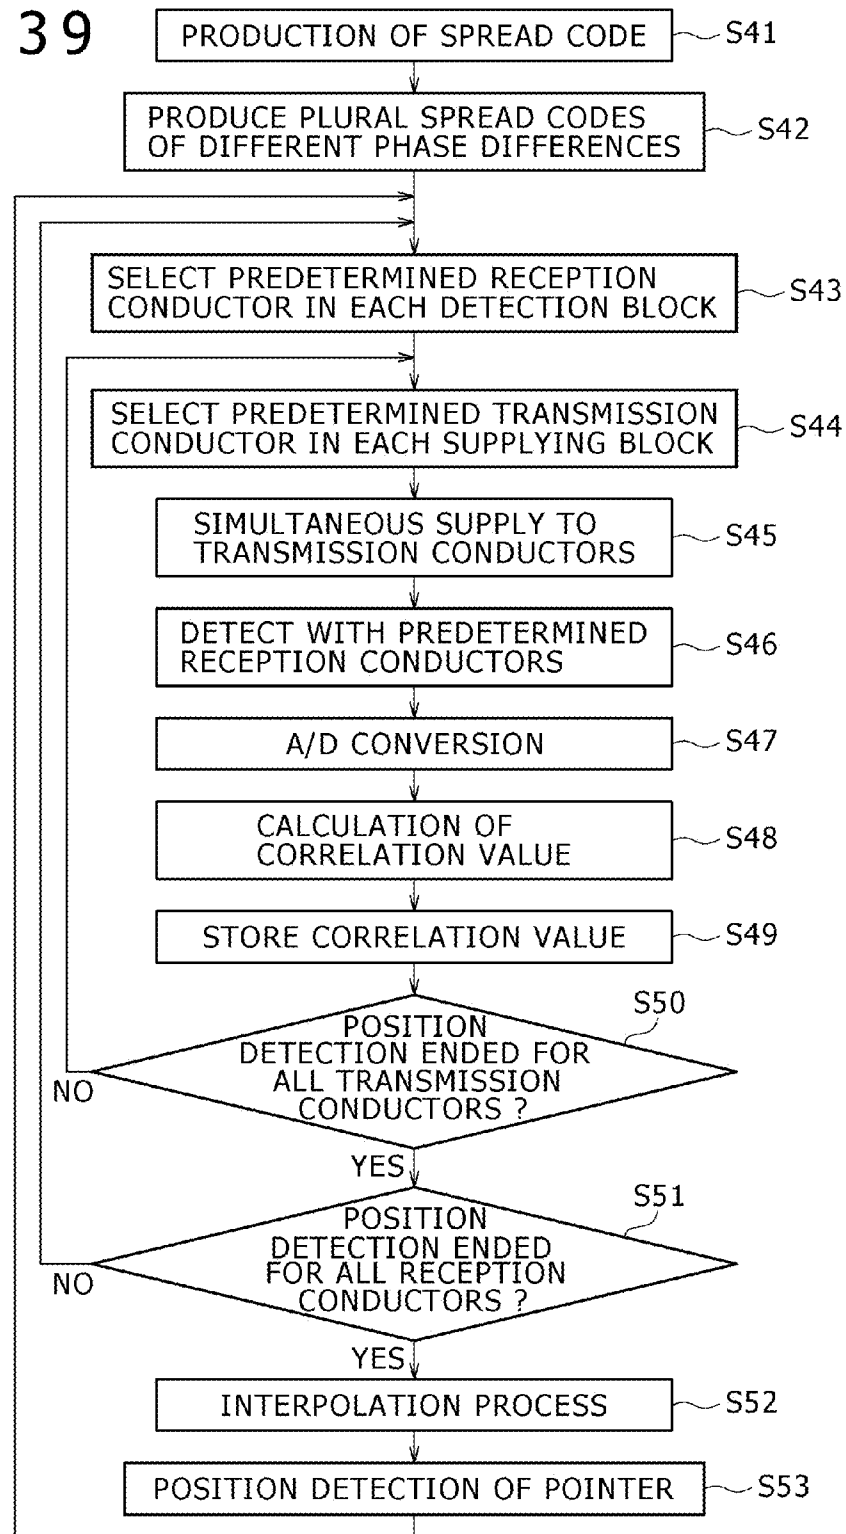 39
PRODUCTION OF SPREAD CODE
S41
PRODUCE PLURAL SPREAD CODES
OF DIFFERENT PHASE DIFFERENCES
S42
SELECT PREDETERMINED RECEPTION
CONDUCTOR IN EACH DETECTION BLOCK
S43
SELECT PREDETERMINED TRANSMISSION
CONDUCTOR IN EACH SUPPLYING BLOCK
S44
SIMULTANEOUS SUPPLY TO
TRANSMISSION CONDUCTORS
S45
DETECT WITH PREDETERMINED
RECEPTION CONDUCTORS
S46
A/D CONVERSION
S47
CALCULATION OF
CORRELATION VALUE
S48
STORE CORRELATION VALUE
S49
S50
POSITION
DETECTION ENDED FOR
ALL TRANSMISSION
CONDUCTORS ?
NO
YES
S51
POSITION
DETECTION ENDED
FOR ALL RECEPTION
CONDUCTORS ?
NO
YES
INTERPOLATION PROCESS
S52
POSITION DETECTION OF POINTER
S53